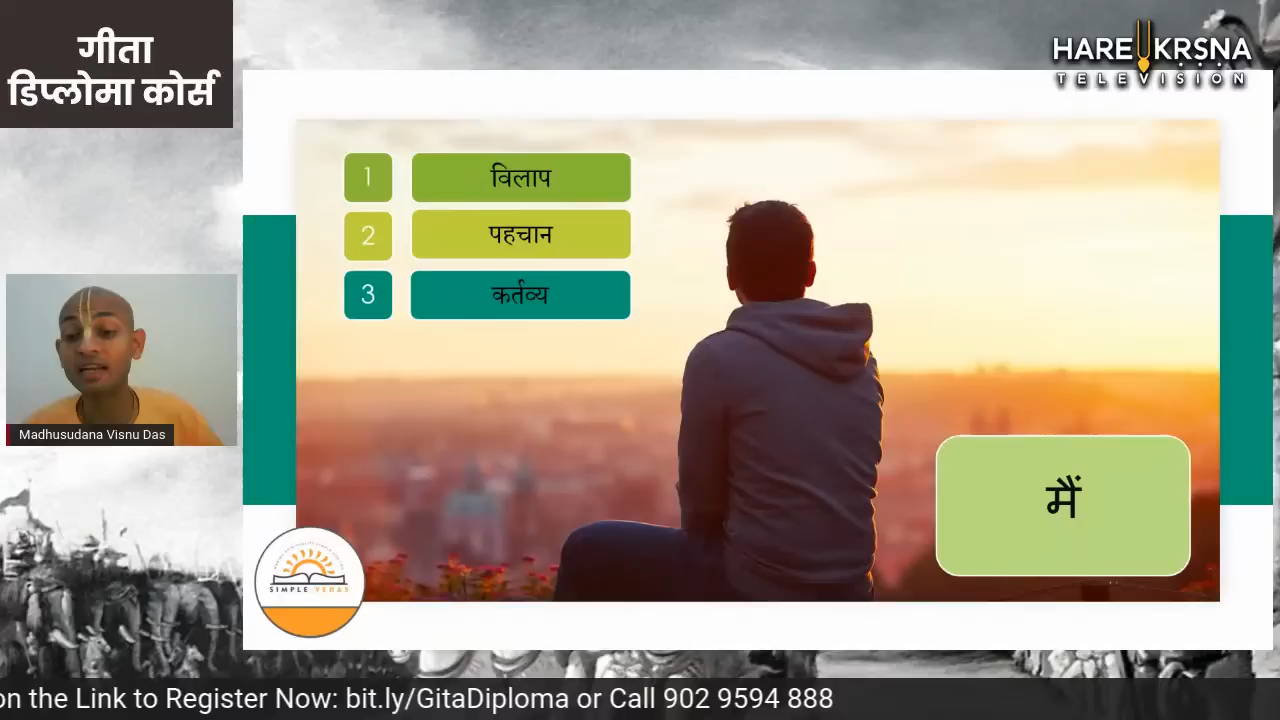 गीता
डिप्लोमा कोर्स
HARE KRSNA
TELEVISION
1
विलाप
2
पहचान
3
कर्तव्य
मैं
Madhusudana Visnu Das
SIMPLE VEDAS
on the Link to Register Now: bit.ly/GitaDiploma or Call 902 9594 888